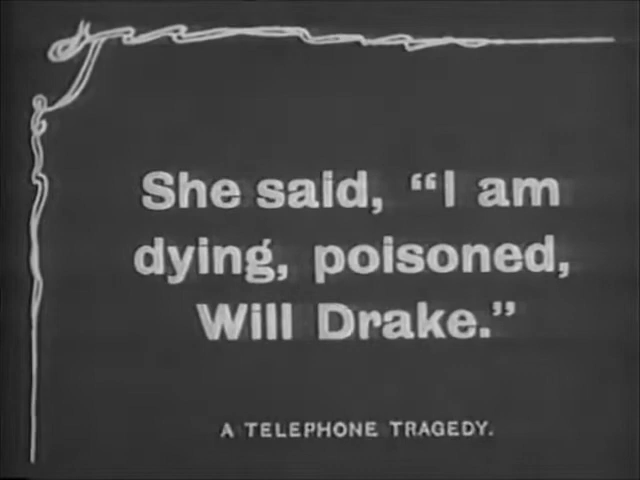 She said, “I am
dying, poisoned,
Will Drake.”
A TELEPHONE TRAGEDY.